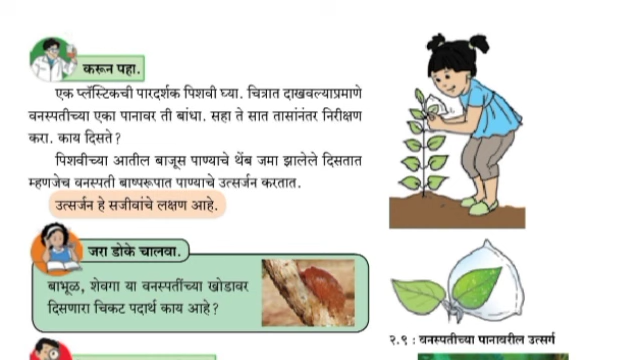 करून पहा.
एक प्लॅस्टिकची पारदर्शक पिशवी घ्या. चित्रात दाखवल्याप्रमाणे
वनस्पतीच्या एका पानावर ती बांधा. सहा ते सात तासांनंतर निरीक्षण
करा. काय दिसते?
पिशवीच्या आतील बाजूस पाण्याचे थेंब जमा झालेले दिसतात
म्हणजेच वनस्पती बाष्परूपात पाण्याचे उत्सर्जन करतात.
उत्सर्जन हे सजीवांचे लक्षण आहे.
जरा डोके चालवा.
बाभूळ, शेवगा या वनस्पतींच्या खोडावर
दिसणारा चिकट पदार्थ काय आहे?
२.९ : वनस्पतीच्या पानावरील उत्सर्ग